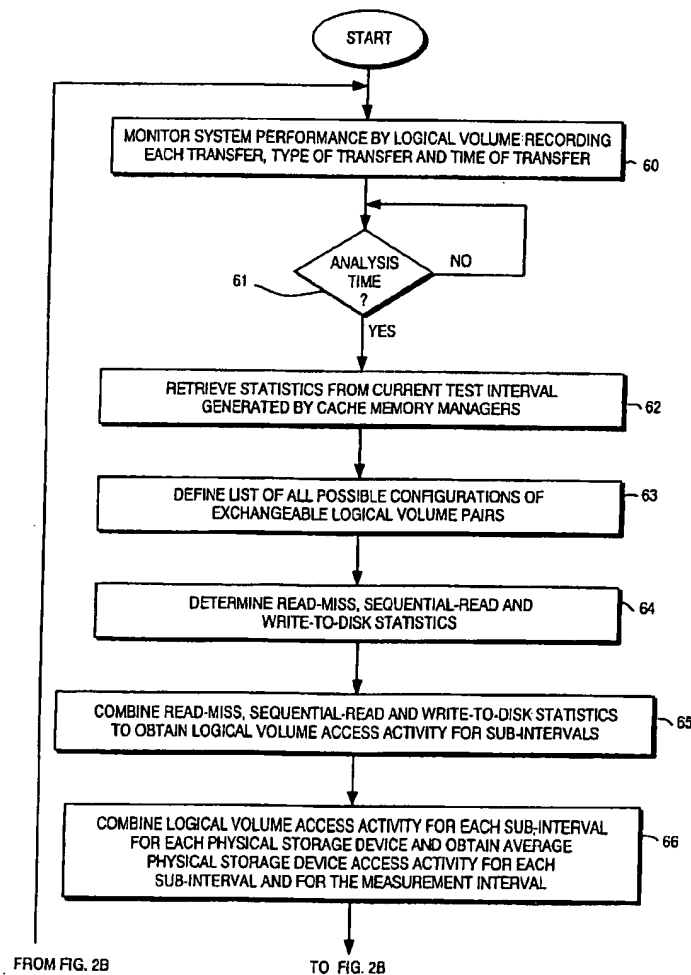 START
MONITOR SYSTEM PERFORMANCE BY LOGICAL VOLUME: RECORDING
EACH TRANSFER, TYPE OF TRANSFER AND TIME OF TRANSFER
60
ANALYSIS
TIME
?
61
NO
YES
RETRIEVE STATISTICS FROM CURRENT TEST INTERVAL
GENERATED BY CACHE MEMORY MANAGERS
62
DEFINE LIST OF ALL POSSIBLE CONFIGURATIONS OF
EXCHANGEABLE LOGICAL VOLUME PAIRS
63
DETERMINE READ-MISS, SEQUENTIAL-READ AND
WRITE-TO-DISK STATISTICS
64
COMBINE READ-MISS, SEQUENTIAL-READ AND WRITE-TO-DISK STATISTICS
TO OBTAIN LOGICAL VOLUME ACCESS ACTIVITY FOR SUB-INTERVALS
65
COMBINE LOGICAL VOLUME ACCESS ACTIVITY FOR EACH SUB-INTERVAL
FOR EACH PHYSICAL STORAGE DEVICE AND OBTAIN AVERAGE
PHYSICAL STORAGE DEVICE ACCESS ACTIVITY FOR EACH
SUB-INTERVAL AND FOR THE MEASUREMENT INTERVAL
66
FROM FIG. 2B
TO FIG. 2B